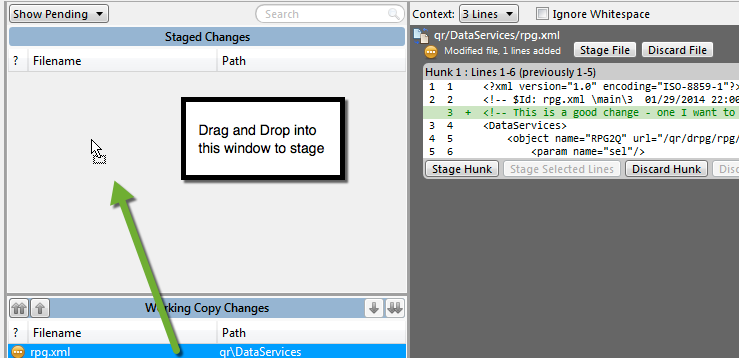 Show Pending
Search
Staged Changes
? Filename Path
Drag and Drop into
this window to stage
Working Copy Changes
? Filename Path
rpg.xml qr\DataServices
Context: 3 Lines Ignore Whitespace
qr/DataServices/rpg.xml
Modified file, 1 lines added Stage File Discard File
Hunk 1 : Lines 1-6 (previously 1-5)
1 1 <?xml version="1.0" encoding="ISO-8859-1"?>
2 2 <!-- $Id: rpg.xml \main\3 01/29/2014 22:00
3 + <!-- This is a good change - one I want to
3 4 <DataServices>
4 5 <object name="RPG2Q" url="/qr/drpg/rpg/
5 6 <param name="sel"/>
Stage Hunk Stage Selected Lines Discard Hunk